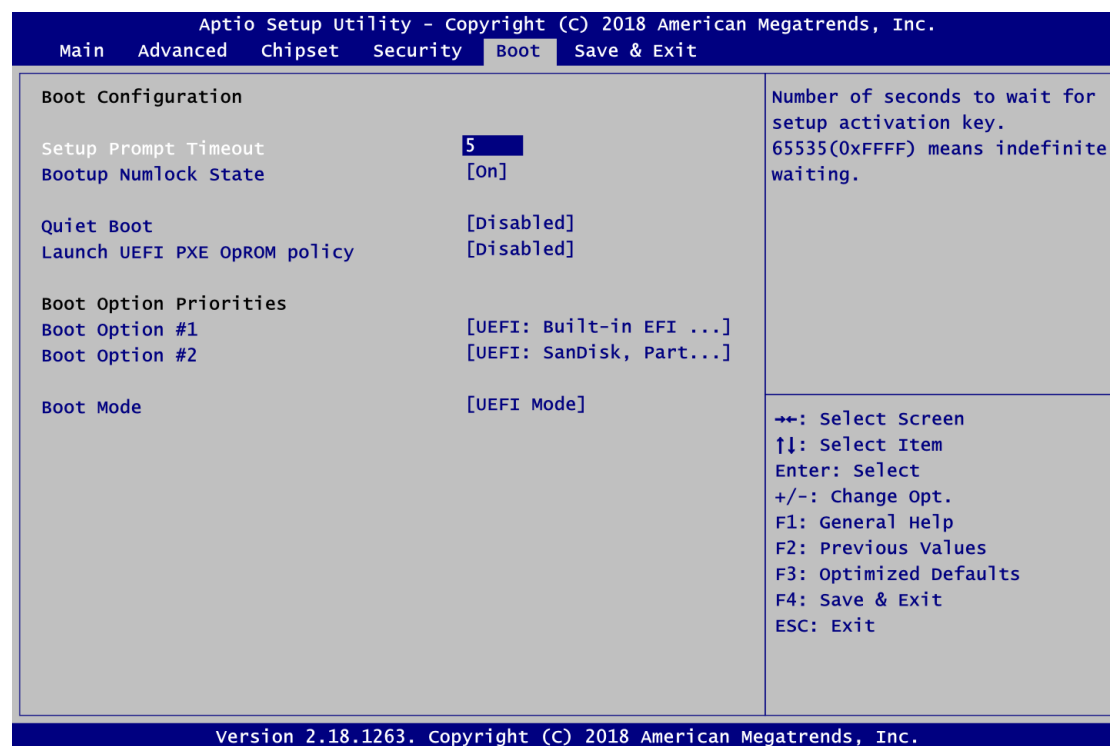 Aptio Setup Utility – Copyright (C) 2018 American Megatrends, Inc.
Main Advanced Chipset Security Boot Save & Exit
Boot Configuration
Setup Prompt Timeout 5
Bootup Numlock State [On]
Quiet Boot [Disabled]
Launch UEFI PXE OpROM policy [Disabled]
Boot Option Priorities
Boot Option #1 [UEFI: Built-in EFI ...]
Boot Option #2 [UEFI: SanDisk, Part...]
Boot Mode [UEFI Mode]
Number of seconds to wait for
setup activation key.
65535(0xFFFF) means indefinite
waiting.
→←: Select Screen
↑↓: Select Item
Enter: Select
+/-: Change Opt.
F1: General Help
F2: Previous Values
F3: Optimized Defaults
F4: Save & Exit
ESC: Exit
Version 2.18.1263. Copyright (C) 2018 American Megatrends, Inc.